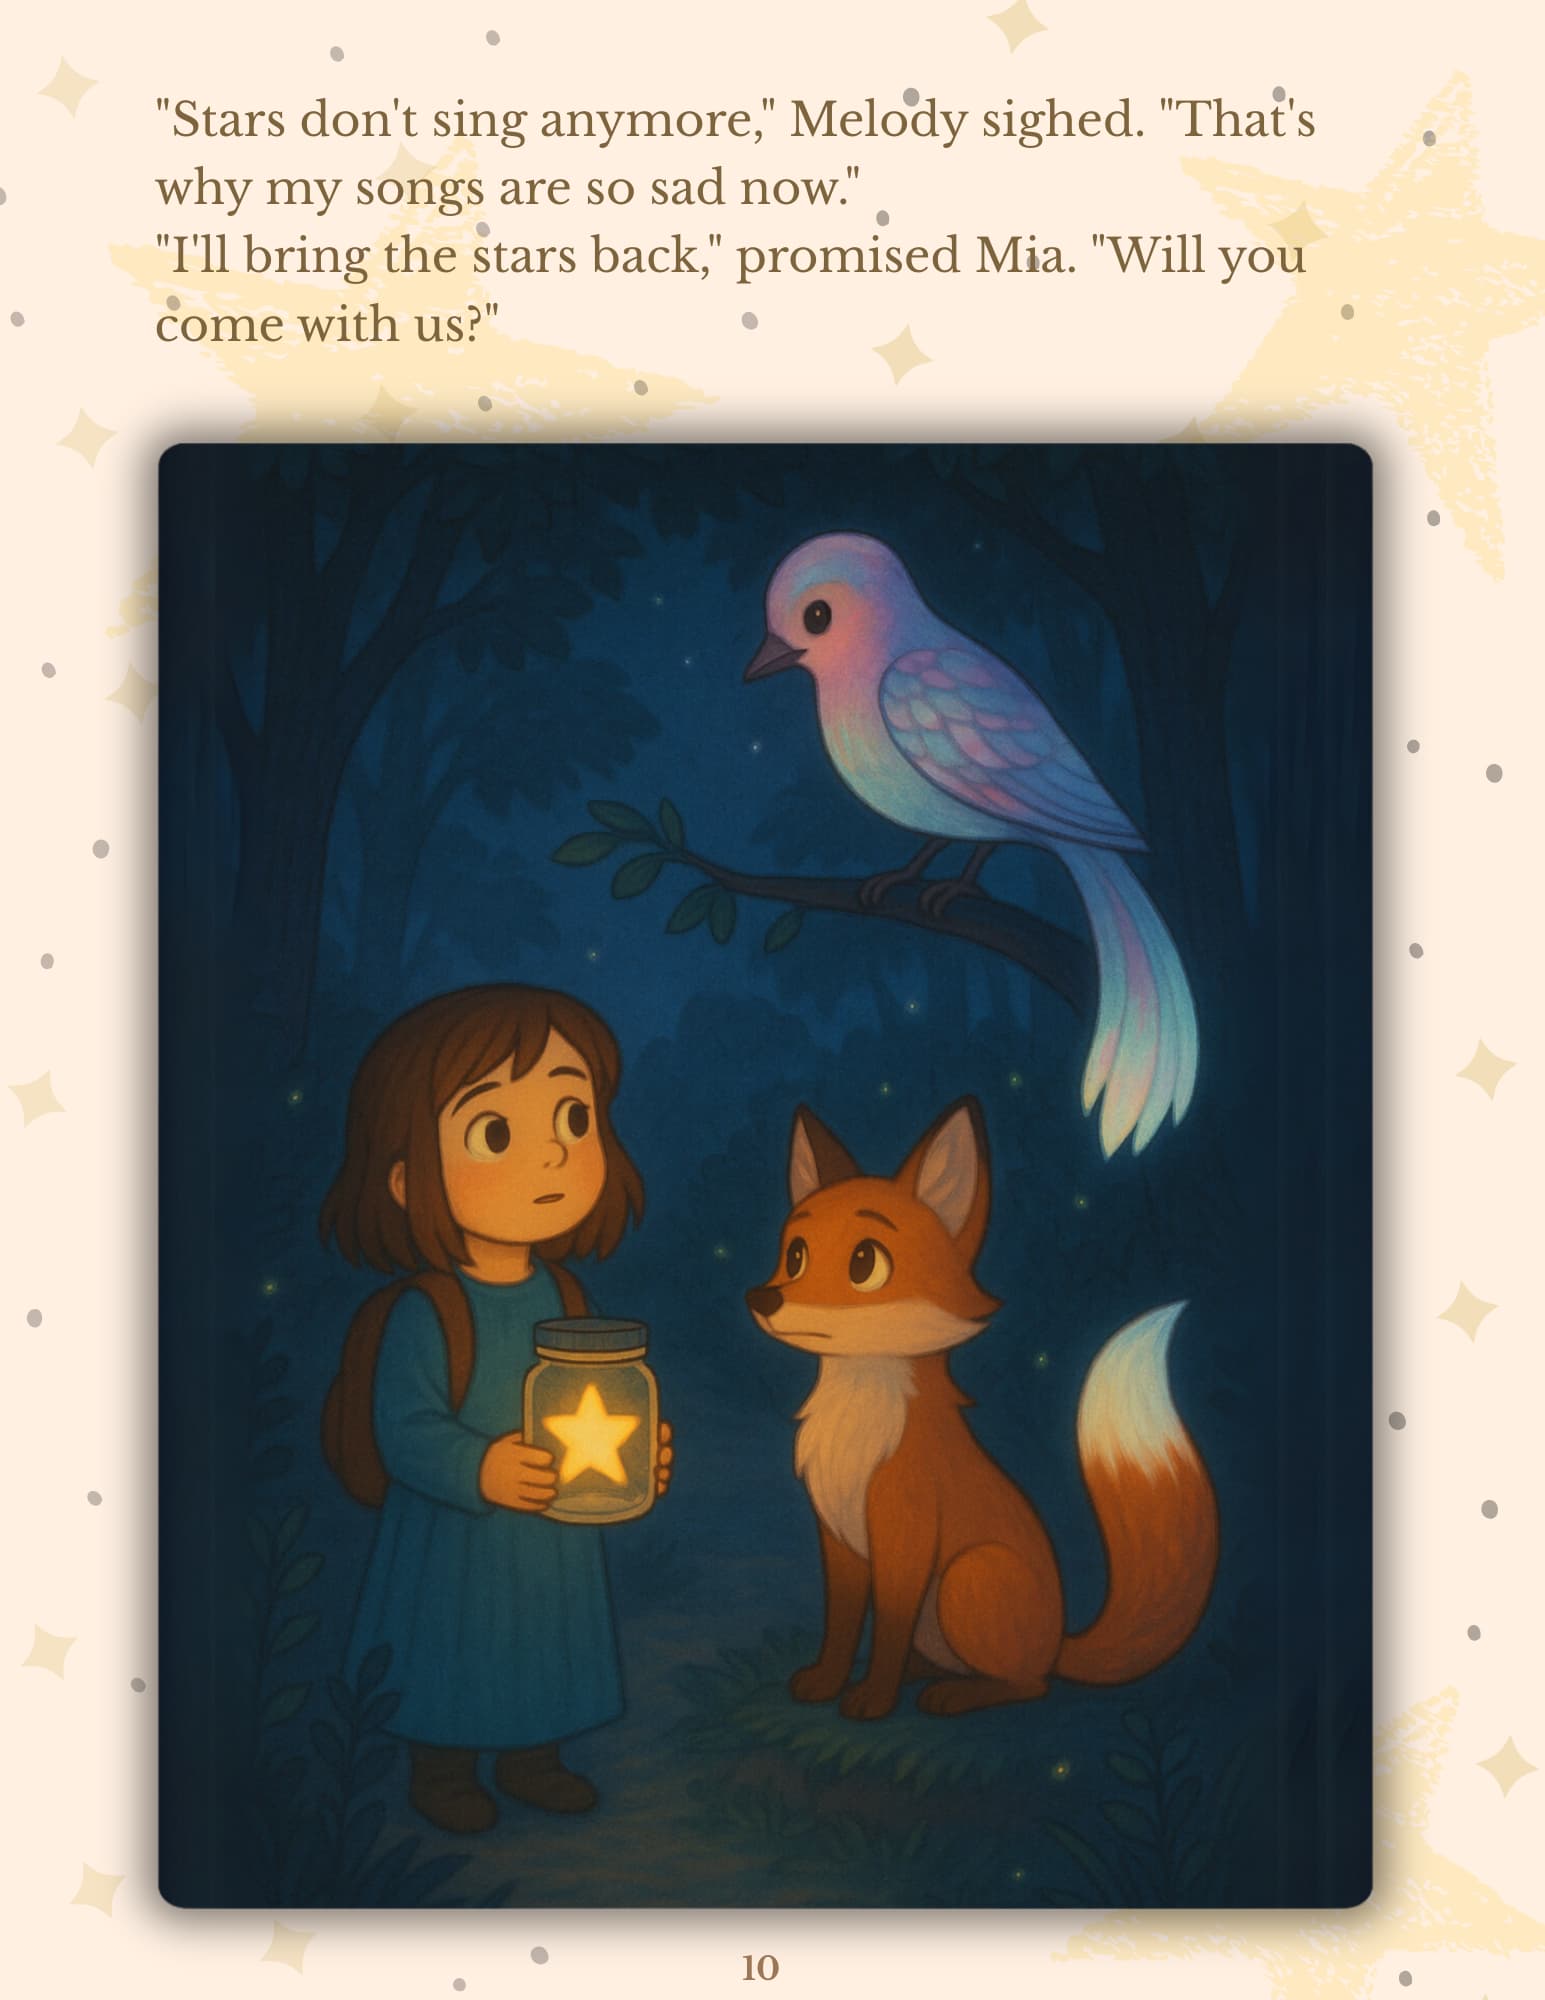 "Stars don't sing anymore," Melody sighed. "That's
why my songs are so sad now."
"I'll bring the stars back," promised Mia. "Will you
come with us?"
10